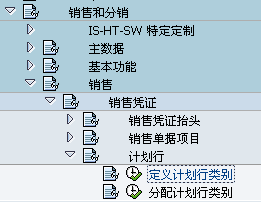 销售和分销
IS-HT-SW 特定定制
主数据
基本功能
销售
销售凭证
销售凭证抬头
销售单据项目
计划行
定义计划行类别
分配计划行类别